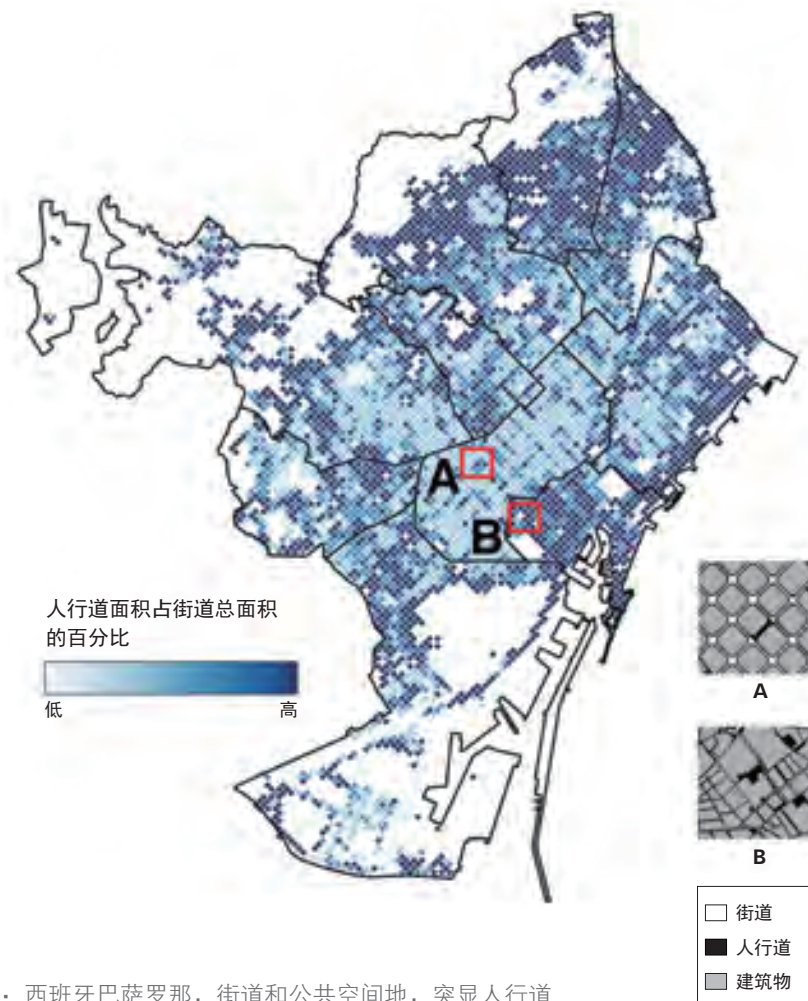 A
B
人行道面积占街道总面积
的百分比
低
高
A
B
街道
人行道
建筑物
· 西班牙巴萨罗那，街道和公共空间地，突显人行道